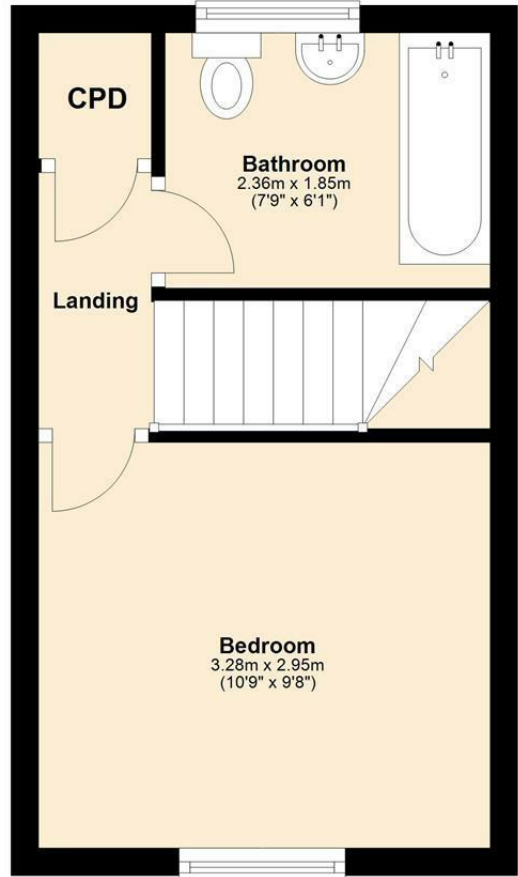 CPD
Bathroom
2.36m x 1.85m
(7'9" x 6'1")
Landing
Bedroom
3.28m x 2.95m
(10'9" x 9'8")